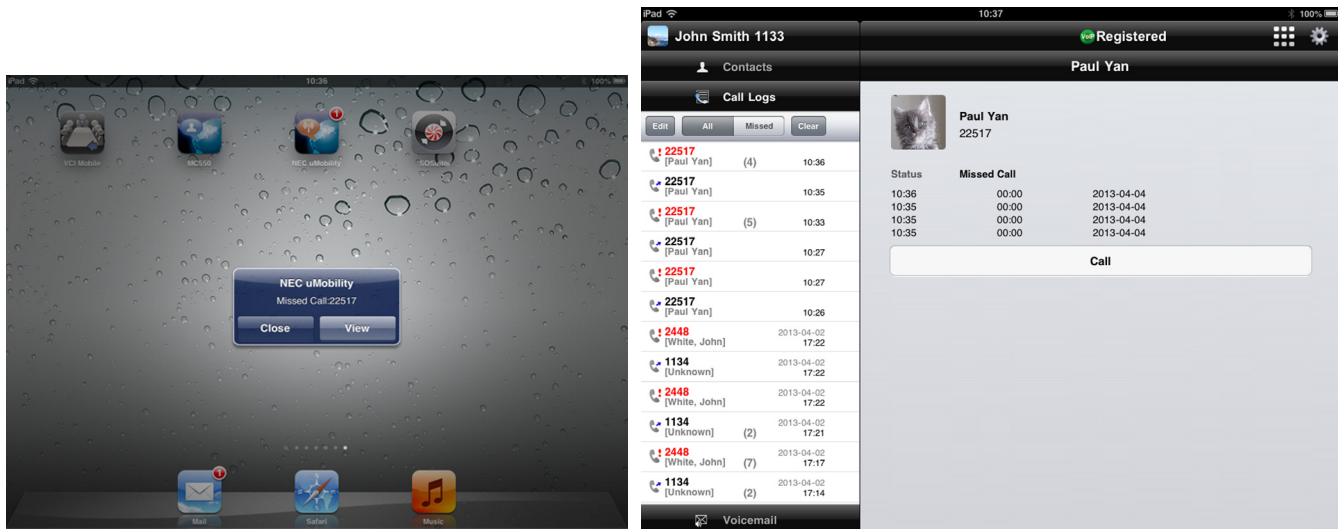 iPad 10:36 100%
VCI Mobile MC550 NEC uMobility 1 SOSuster
NEC uMobility
Missed Call:22517
Close View
1
Mail Safari Music
iPad 10:37 100%
John Smith 1133
Contacts
Call Logs
Edit All Missed Clear
22517
[Paul Yan] (4) 10:36
22517
[Paul Yan] 10:35
22517
[Paul Yan] (5) 10:33
22517
[Paul Yan] 10:27
22517
[Paul Yan] 10:27
22517
[Paul Yan] 10:26
2448 2013-04-02
[White, John] 17:22
1134 2013-04-02
[Unknown] 17:22
2448 2013-04-02
[White, John] 17:22
1134 2013-04-02
[Unknown] (2) 17:21
2448 2013-04-02
[White, John] (7) 17:17
1134 2013-04-02
[Unknown] (2) 17:14
Voicemail
VoIP Registered
Paul Yan
Paul Yan
22517
Status Missed Call
10:36 00:00 2013-04-04
10:35 00:00 2013-04-04
10:35 00:00 2013-04-04
10:35 00:00 2013-04-04
Call